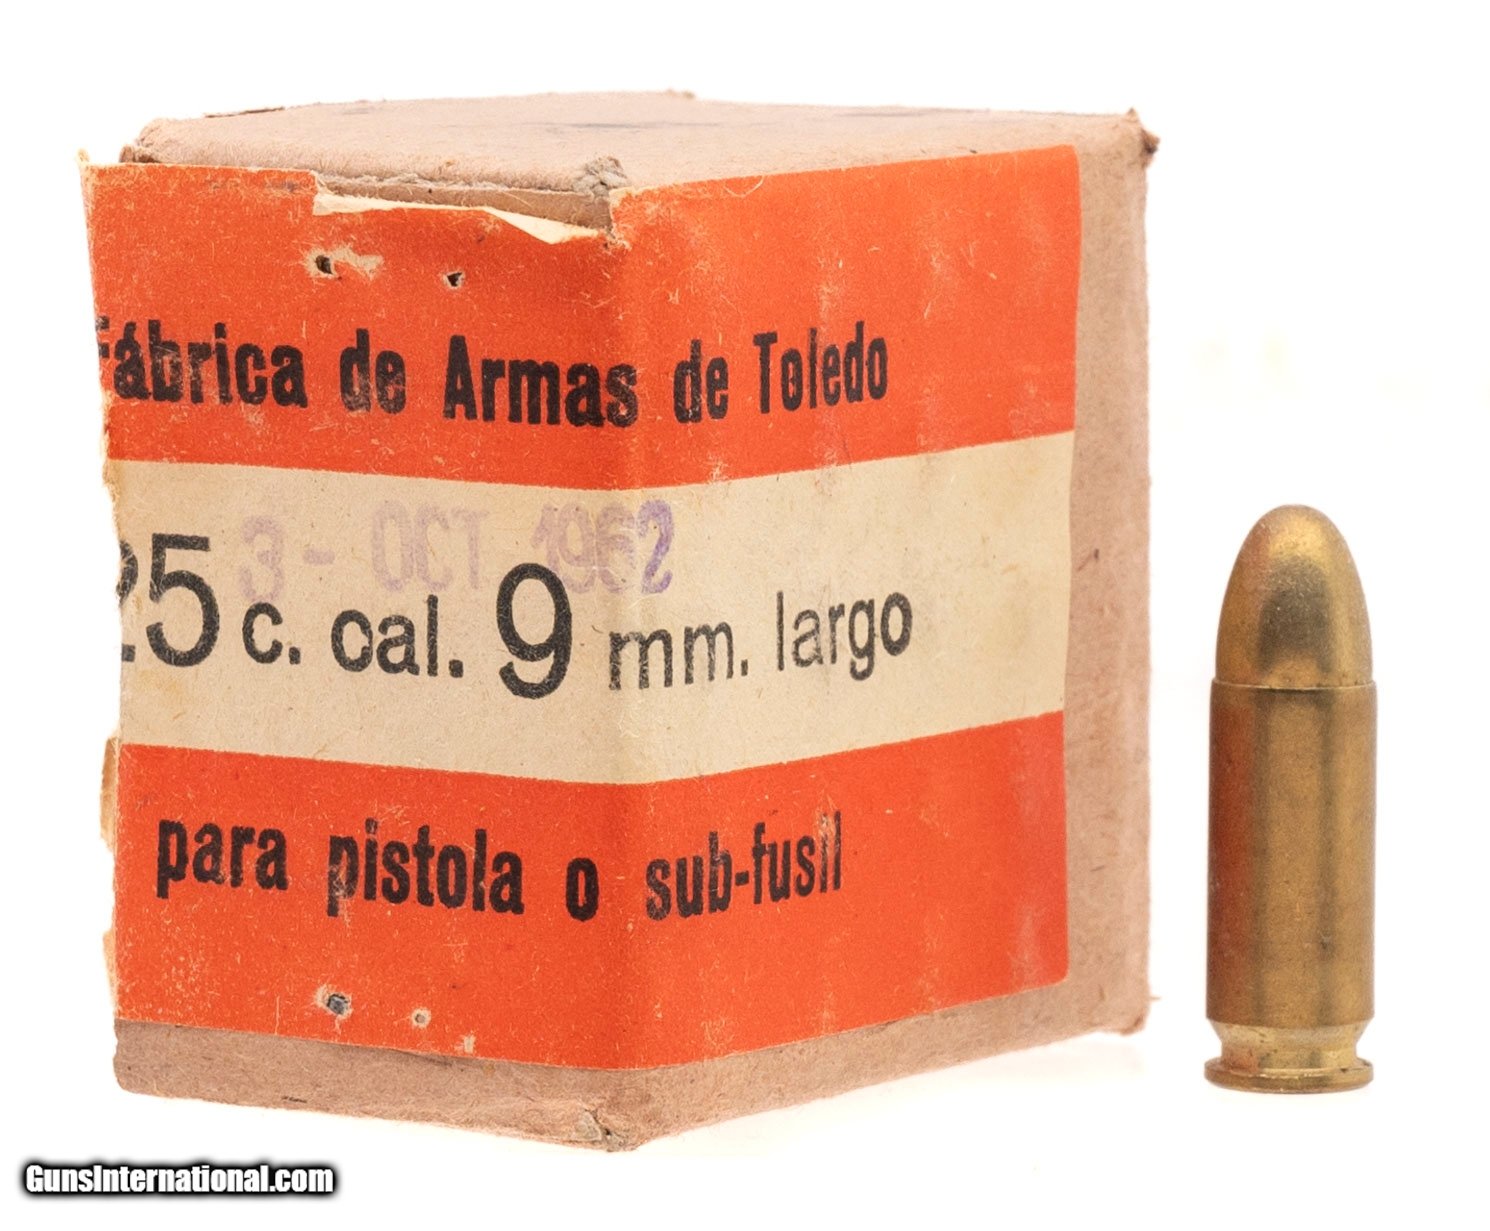 Fábrica de Armas de Toledo
3 - OCT 1962
25 c. cal. 9 mm. largo
para pistola o sub-fusil
GunsInternational.com